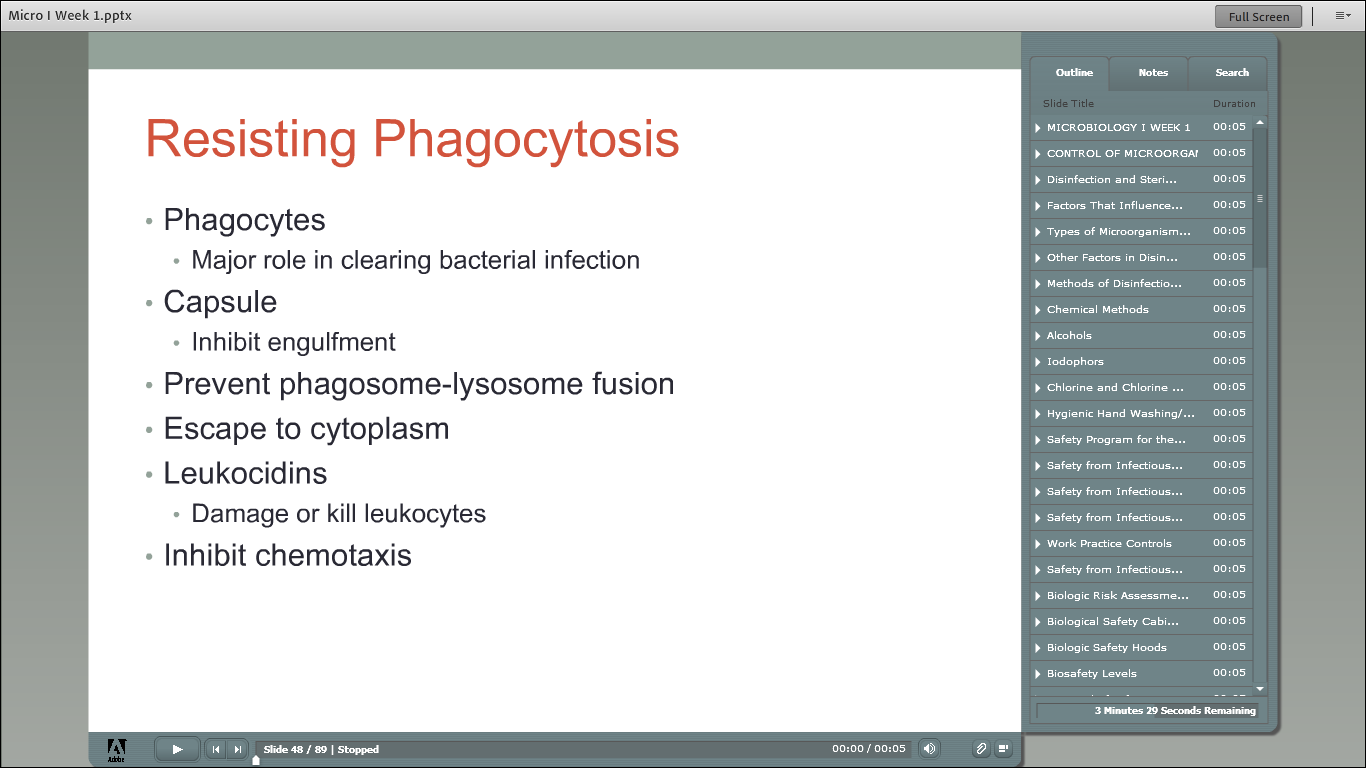 Micro I Week 1.pptx
Full Screen
Resisting Phagocytosis
• Phagocytes
• Major role in clearing bacterial infection
• Capsule
• Inhibit engulfment
• Prevent phagosome-lysosome fusion
• Escape to cytoplasm
• Leukocidins
• Damage or kill leukocytes
• Inhibit chemotaxis
Outline Notes Search
Slide Title Duration
MICROBIOLOGY I WEEK 1 00:05
CONTROL OF MICROORGAN 00:05
Disinfection and Steri... 00:05
Factors That Influence... 00:05
Types of Microorganism... 00:05
Other Factors in Disin... 00:05
Methods of Disinfectio... 00:05
Chemical Methods 00:05
Alcohols 00:05
Iodophors 00:05
Chlorine and Chlorine ... 00:05
Hygienic Hand Washing/... 00:05
Safety Program for the... 00:05
Safety from Infectious... 00:05
Safety from Infectious... 00:05
Safety from Infectious... 00:05
Work Practice Controls 00:05
Safety from Infectious... 00:05
Biologic Risk Assessme... 00:05
Biological Safety Cabi... 00:05
Biologic Safety Hoods 00:05
Biosafety Levels 00:05
3 Minutes 29 Seconds Remaining
Adobe
Slide 48 / 89 | Stopped 00:00 / 00:05